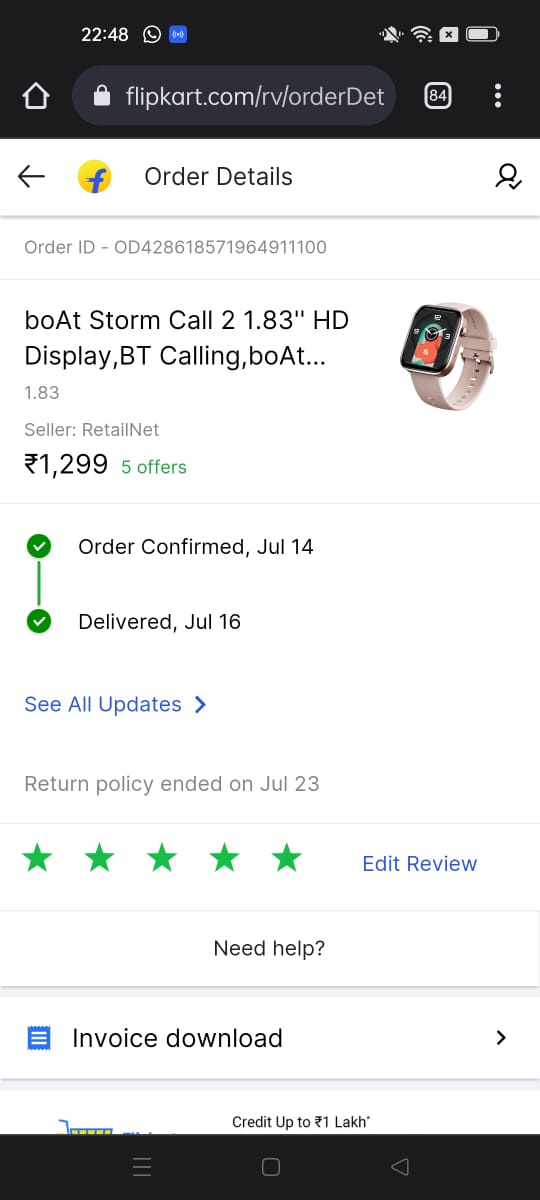 22:48
flipkart.com/rv/orderDet
84
Order Details
Order ID - OD428618571964911100
boAt Storm Call 2 1.83'' HD
Display,BT Calling,boAt...
1.83
Seller: RetailNet
₹1,299 5 offers
Order Confirmed, Jul 14
Delivered, Jul 16
See All Updates
Return policy ended on Jul 23
Edit Review
Need help?
Invoice download
Credit Up to ₹1 Lakh*